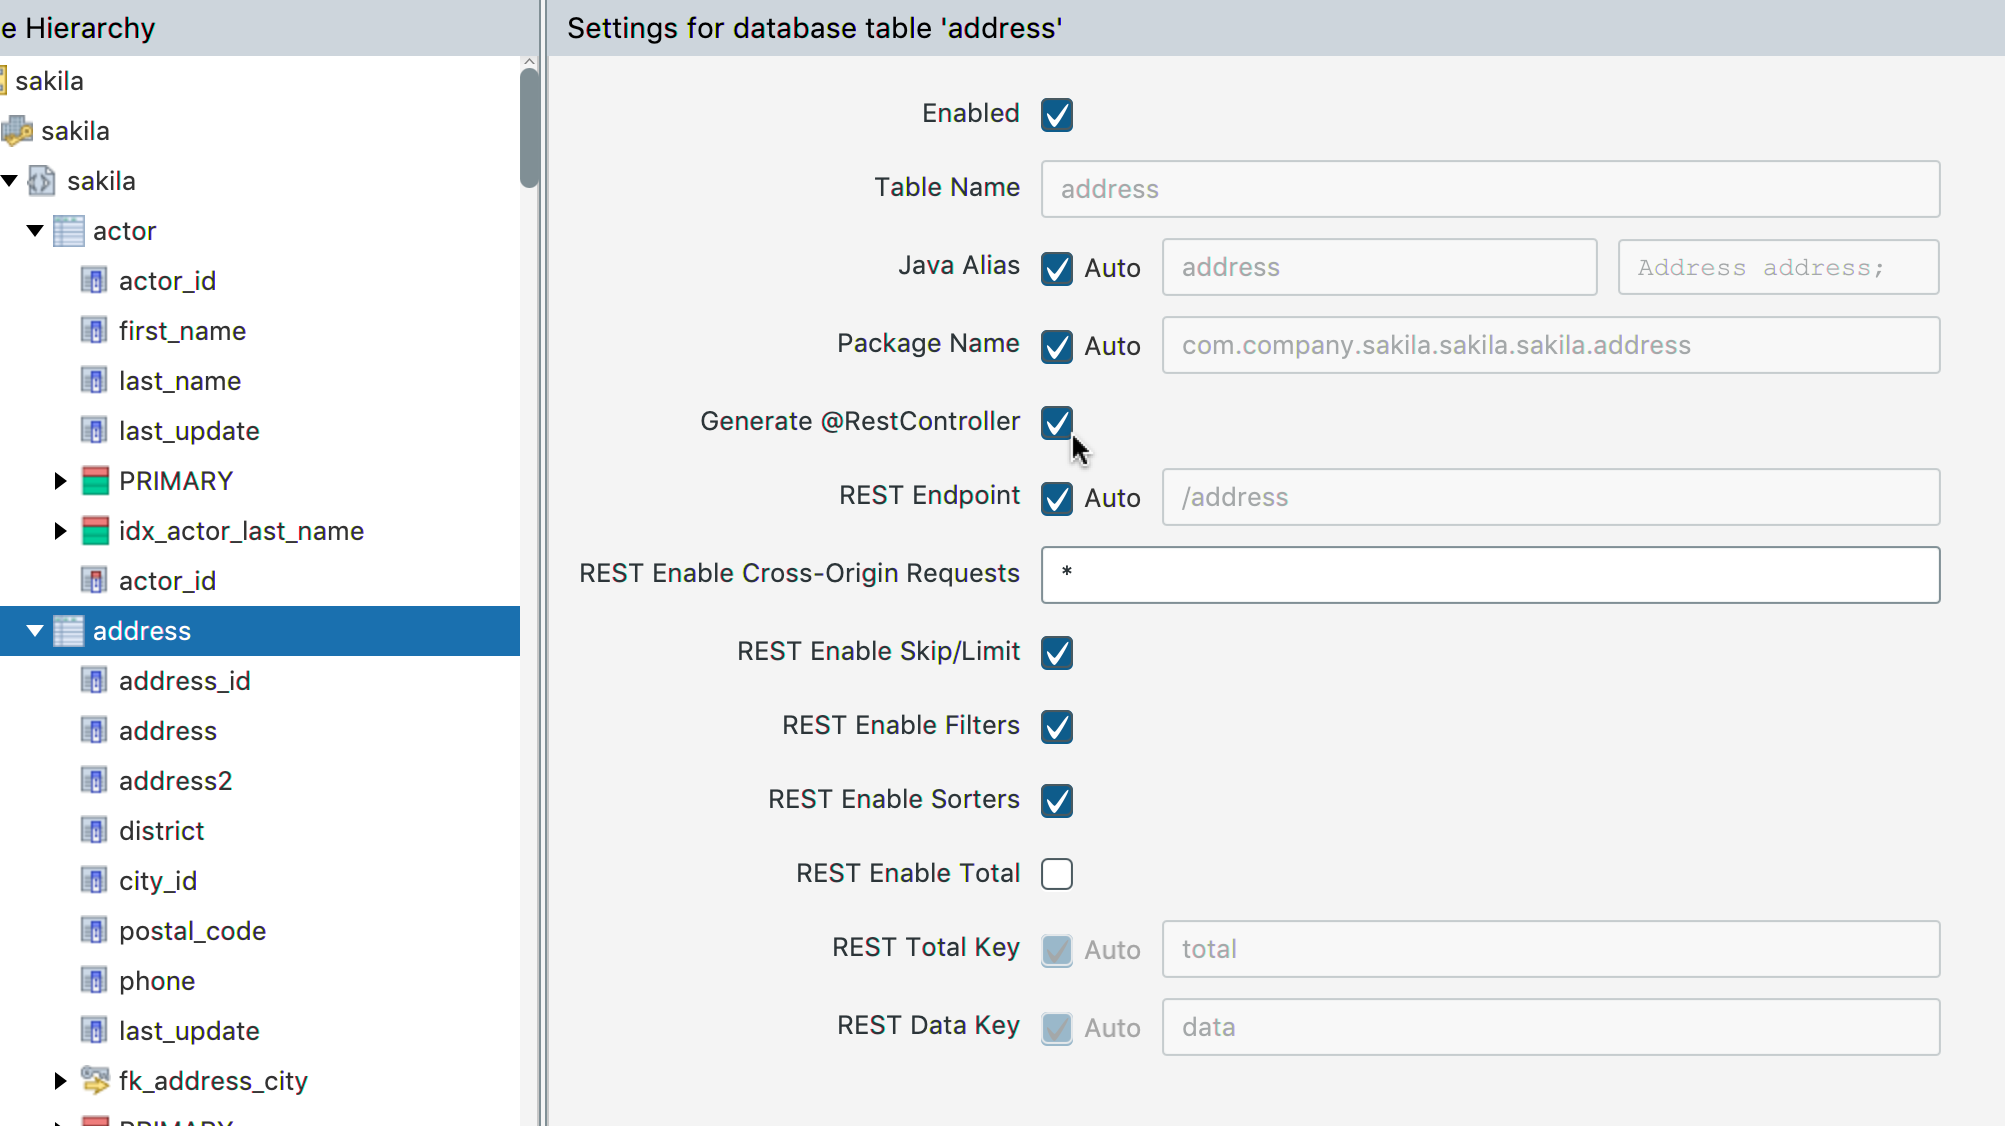 e Hierarchy
sakila
sakila
sakila
actor
actor_id
first_name
last_name
last_update
PRIMARY
idx_actor_last_name
actor_id
address
address_id
address
address2
district
city_id
postal_code
phone
last_update
fk_address_city
PRIMARY
Settings for database table 'address'
Enabled
Table Name address
Java Alias Auto address Address address;
Package Name Auto com.company.sakila.sakila.sakila.address
Generate @RestController
REST Endpoint Auto /address
REST Enable Cross-Origin Requests *
REST Enable Skip/Limit
REST Enable Filters
REST Enable Sorters
REST Enable Total
REST Total Key Auto total
REST Data Key Auto data